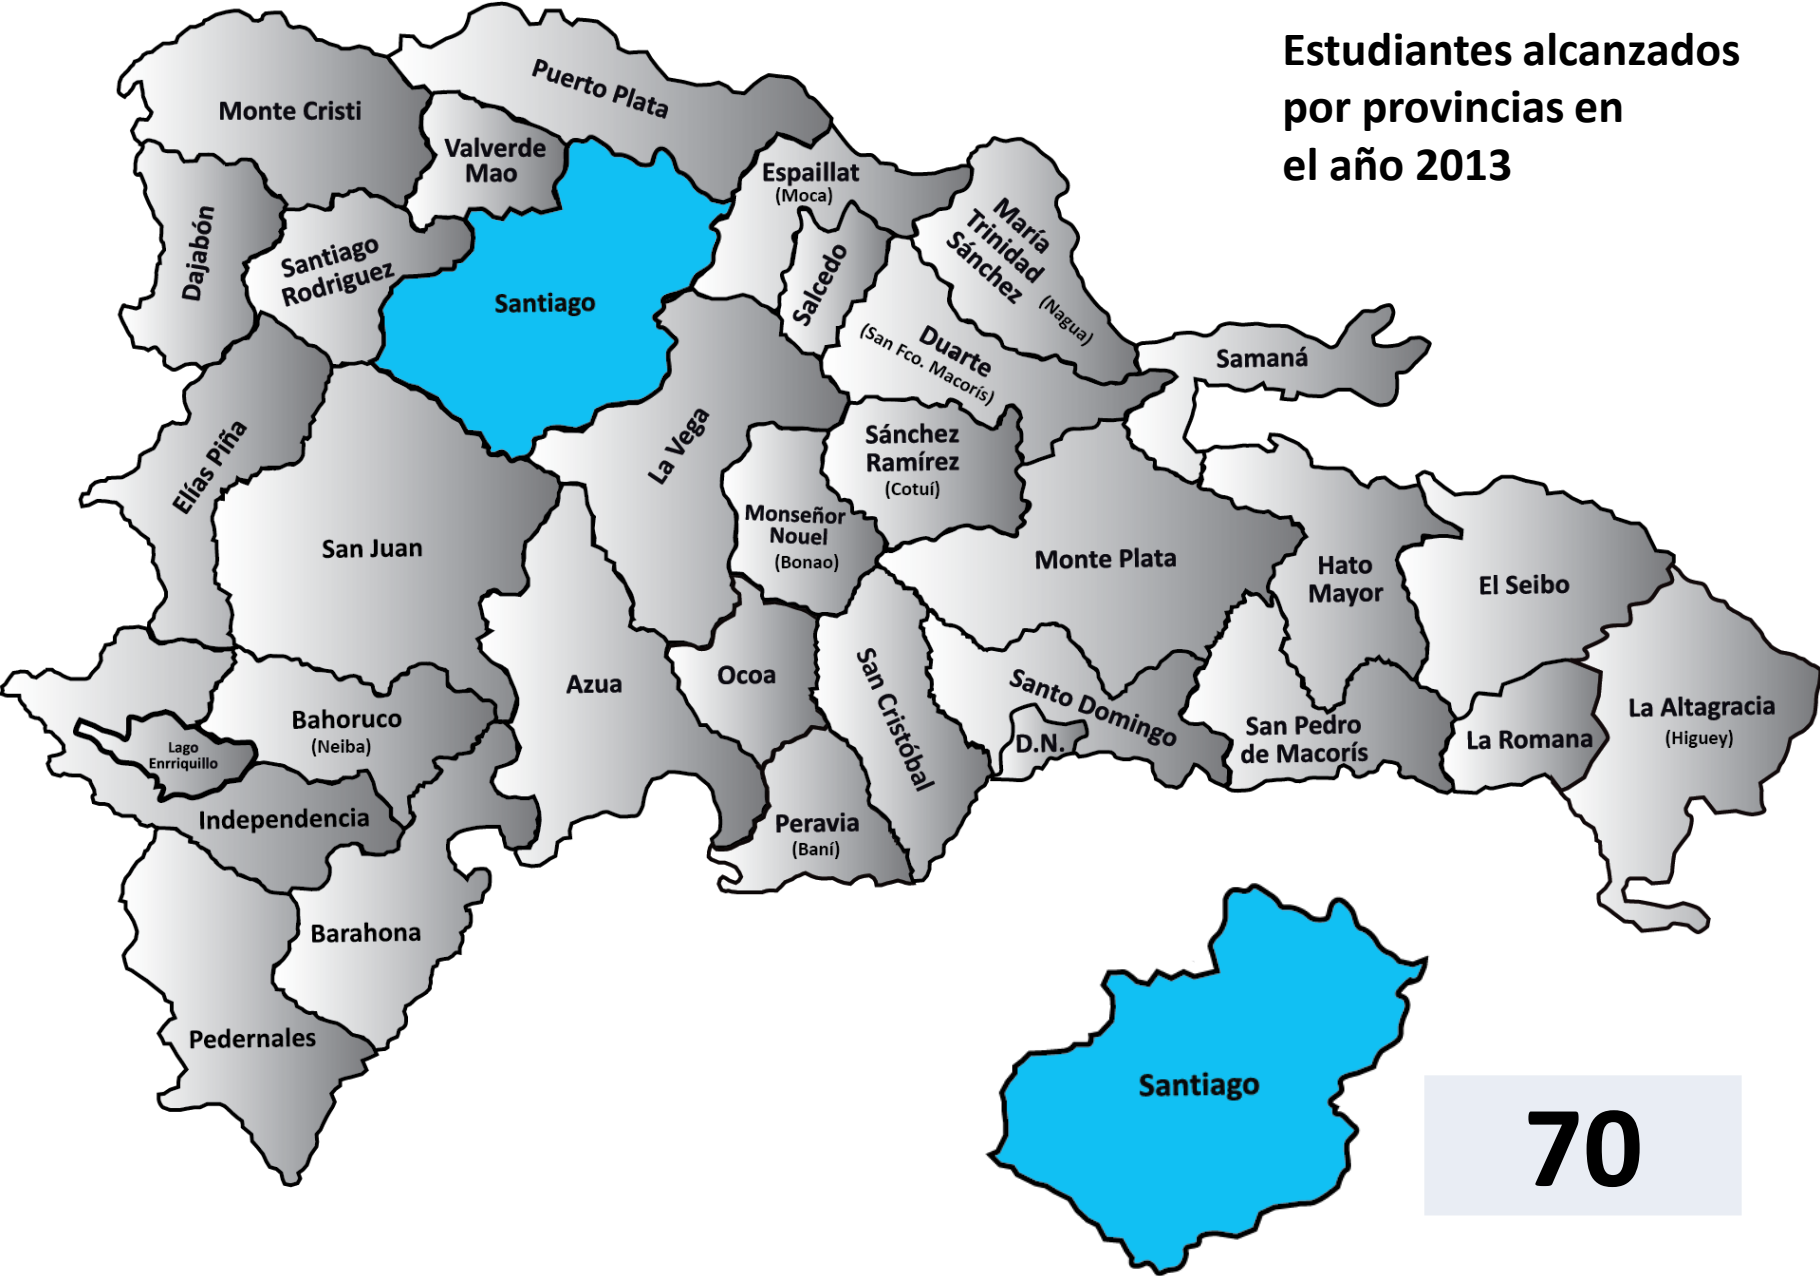 Estudiantes alcanzados
por provincias en
el año 2013
Puerto Plata
Monte Cristi
Valverde
Mao
Espaillat
(Moca)
María
Trinidad
Sánchez
(Nagua)
Dajabón
Santiago
Rodriguez
Santiago
Salcedo
Duarte
(San Fco. Macorís)
Samaná
Elías Piña
La Vega
Sánchez
Ramírez
(Cotuí)
San Juan
Monseñor
Nouel
(Bonao)
Monte Plata
Hato
Mayor
El Seibo
Azua
Ocoa
San Cristóbal
Santo Domingo
D.N.
San Pedro
de Macorís
La Romana
La Altagracia
(Higuey)
Bahoruco
(Neiba)
Lago
Enrriquillo
Independencia
Peravia
(Baní)
Barahona
Pedernales
Santiago
70